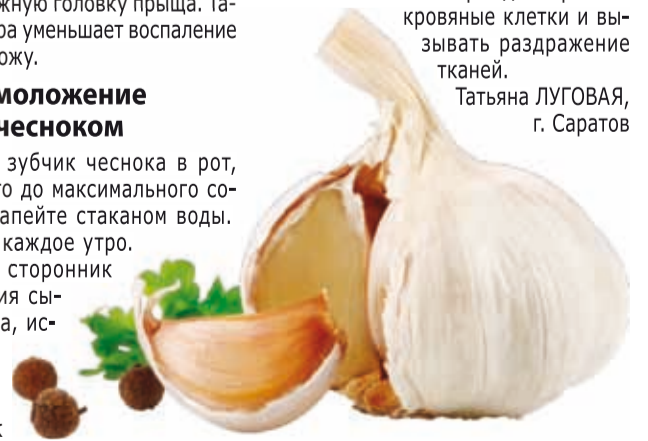 жную головку прыща. Та-
ра уменьшает воспаление
ожу.
моложение
чесноком
зубчик чеснока в рот,
го до максимального со-
апейте стаканом воды.
каждое утро.
сторонник
ия сы-
а, ис-
к
кровяные клетки и вы-
зывать раздражение
тканей.
Татьяна ЛУГОВАЯ,
г. Саратов